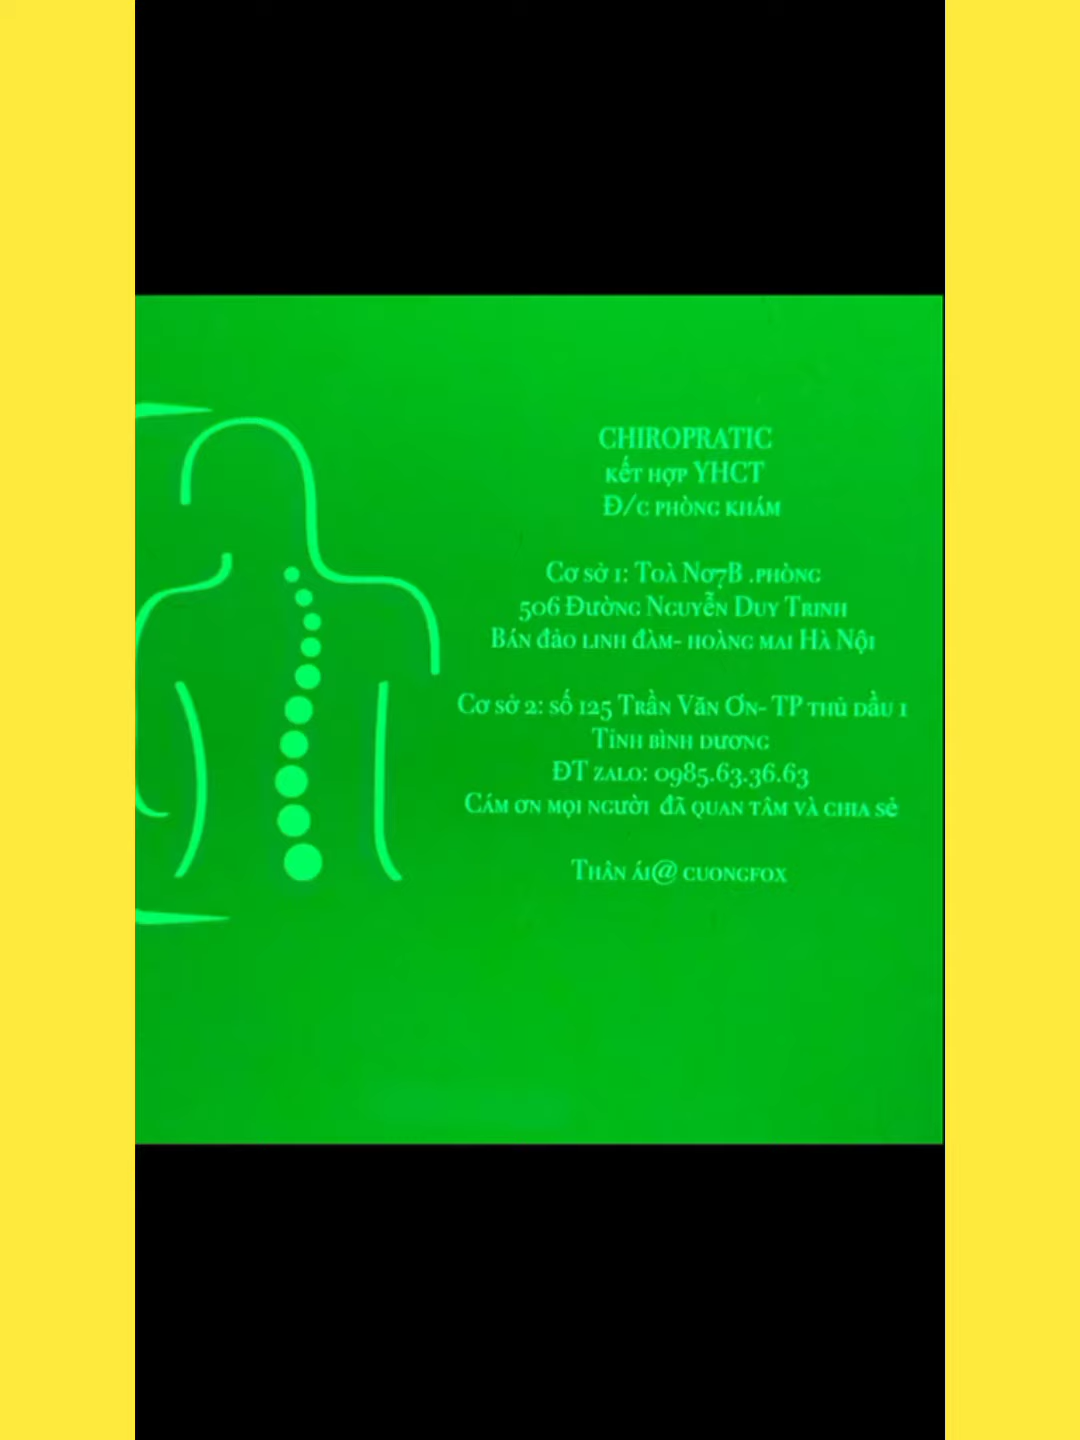 CHIROPRATIC
kết hợp YHCT
Đ/c phòng khám
Cơ sở 1: Toà Nơ7B .phòng
506 Đường Nguyễn Duy Trinh
Bán đảo linh đàm- hoàng mai Hà Nội
Cơ sở 2: số 125 Trần Văn Ơn- TP thủ dầu 1
Tỉnh bình dương
ĐT zalo: 0985.63.36.63
Cám ơn mọi người đã quan tâm và chia sẻ
Thân ái@ cuongfox